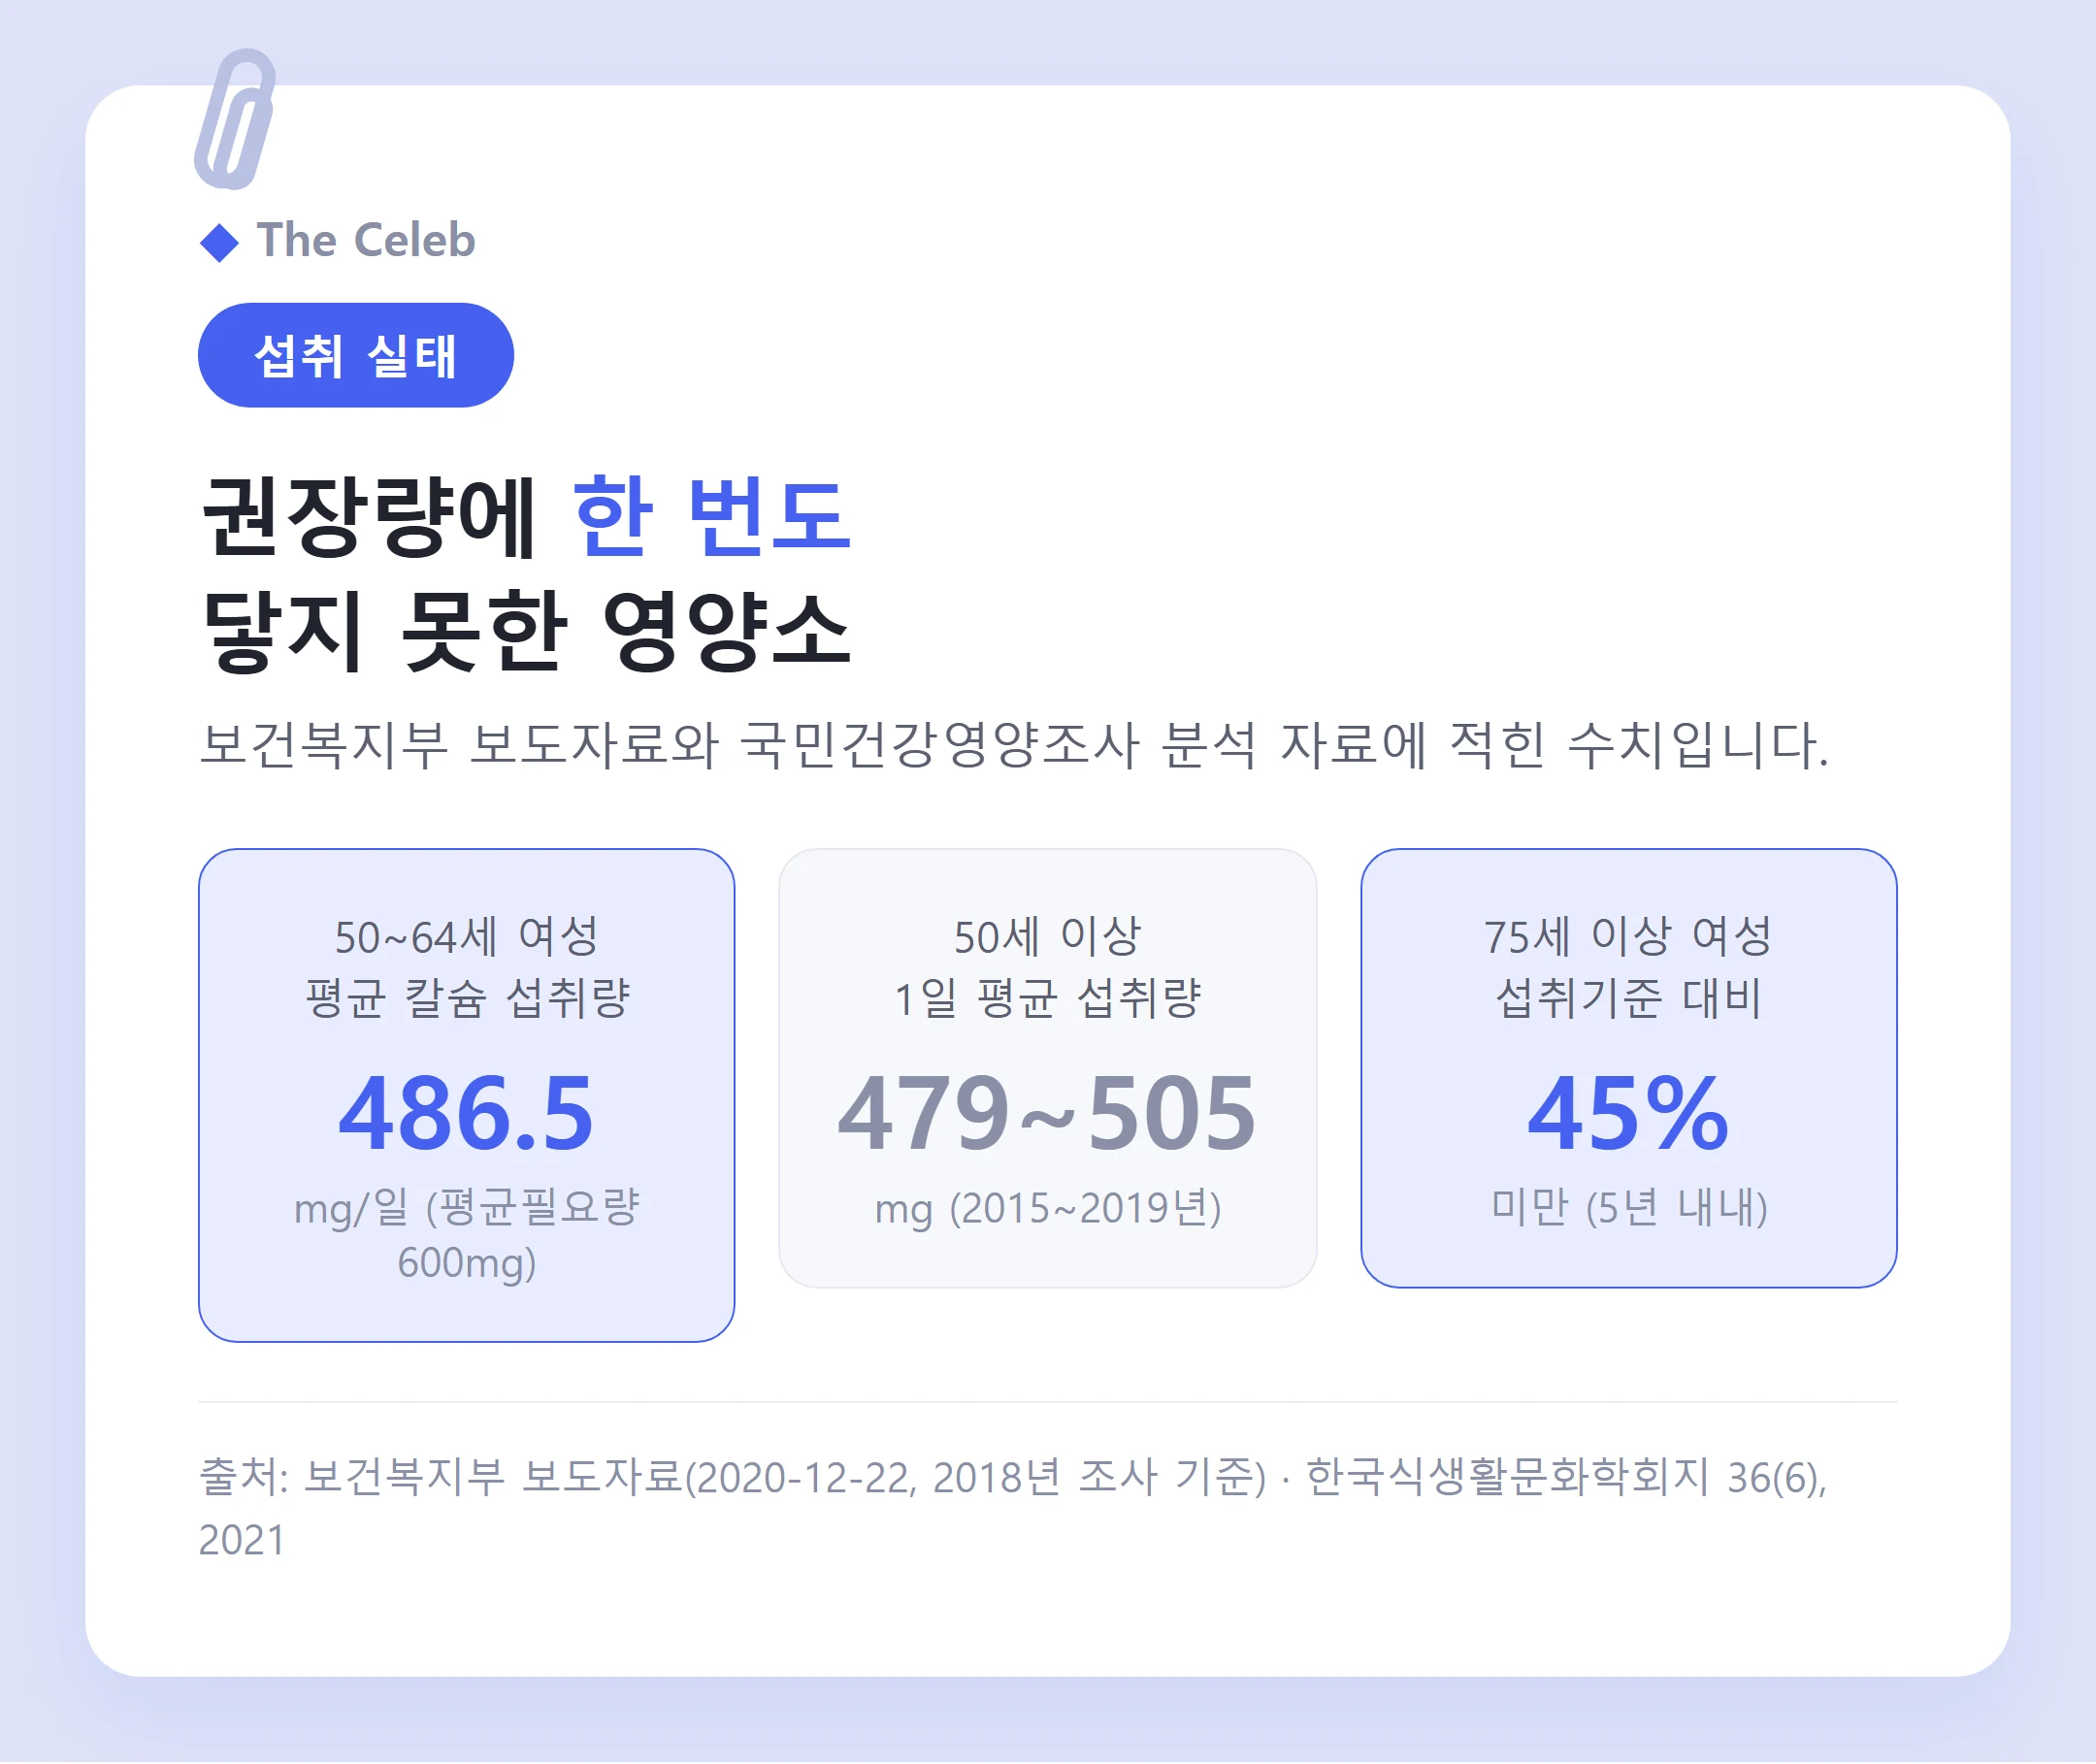 The Celeb
섭취 실태
권장량에 한 번도
닿지 못한 영양소
보건복지부 보도자료와 국민건강영양조사 분석 자료에 적힌 수치입니다.
50~64세 여성
평균 칼슘 섭취량
486.5
mg/일 (평균필요량
600mg)
50세 이상
1일 평균 섭취량
479~505
mg (2015~2019년)
75세 이상 여성
섭취기준 대비
45%
미만 (5년 내내)
출처: 보건복지부 보도자료(2020-12-22, 2018년 조사 기준) · 한국식생활문화학회지 36(6),
2021